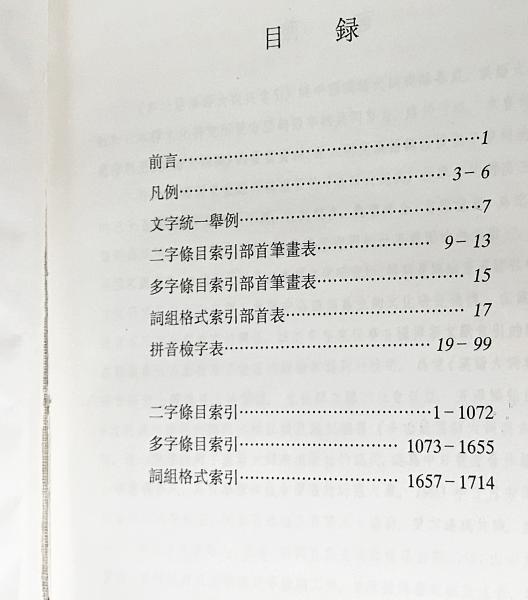 目 録
前言……1
凡例……3－6
文字統一舉例……7
二字條目索引部首筆畫表……9－13
多字條目索引部首筆畫表……15
詞組格式索引部首表……17
拼音檢字表……19－99
二字條目索引……1－1072
多字條目索引……1073－1655
詞組格式索引……1657－1714